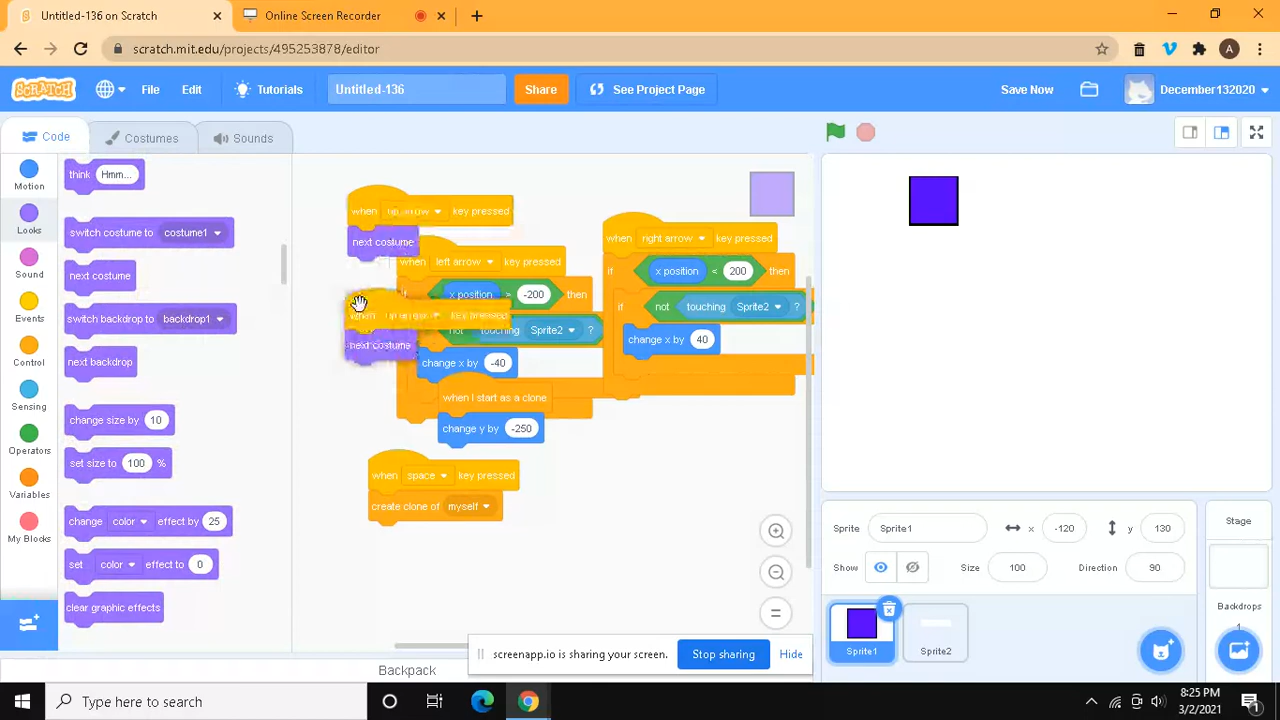 Untitled-136 on Scratch
Online Screen Recorder
scratch.mit.edu/projects/495253878/editor
A
SCRATCH
File
Edit
Tutorials
Untitled-136
Share
See Project Page
Save Now
December132020
Code
Costumes
Sounds
Motion
Looks
Sound
Events
Control
Sensing
Operators
Variables
My Blocks
think Hmm...
switch costume to costume1
next costume
switch backdrop to backdrop1
next backdrop
change size by 10
set size to 100 %
change color effect by 25
set color effect to 0
clear graphic effects
when up arrow key pressed
next costume
when left arrow key pressed
if x position > -200 then
not touching Sprite2 ?
change x by -40
when up arrow key pressed
next costume
when I start as a clone
change y by -250
when space key pressed
create clone of myself
when right arrow key pressed
if x position < 200 then
if not touching Sprite2 ?
change x by 40
Sprite Sprite1 x -120 y 130
Show Size 100 Direction 90
Sprite1
Sprite2
Stage
Backdrops
1
Backpack
screenapp.io is sharing your screen.
Stop sharing
Hide
Type here to search
8:25 PM
3/2/2021